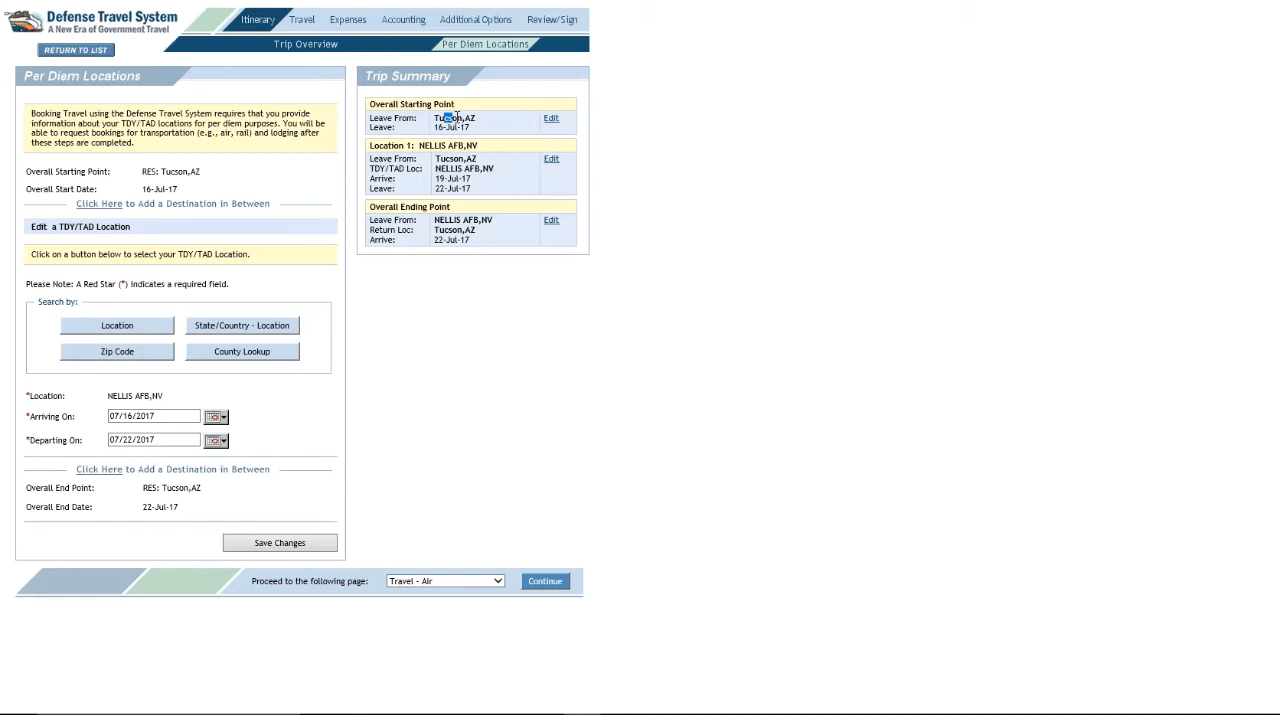 Defense Travel System
A New Era of Government Travel
Itinerary Travel Expenses Accounting Additional Options Review/Sign
RETURN TO LIST
Trip Overview Per Diem Locations
Per Diem Locations
Booking Travel using the Defense Travel System requires that you provide
information about your TDY/TAD locations for per diem purposes. You will be
able to request bookings for transportation (e.g., air, rail) and lodging after
these steps are completed.
Overall Starting Point: RES: Tucson,AZ
Overall Start Date: 16-Jul-17
Click Here to Add a Destination in Between
Edit a TDY/TAD Location
Click on a button below to select your TDY/TAD Location.
Please Note: A Red Star (*) indicates a required field.
Search by:
Location State/Country - Location
Zip Code County Lookup
*Location: NELLIS AFB,NV
*Arriving On: 07/16/2017
*Departing On: 07/22/2017
Click Here to Add a Destination in Between
Overall End Point: RES: Tucson,AZ
Overall End Date: 22-Jul-17
Save Changes
Trip Summary
Overall Starting Point
Leave From: Tucson,AZ Edit
Leave: 16-Jul-17
Location 1: NELLIS AFB,NV
Leave From: Tucson,AZ Edit
TDY/TAD Loc: NELLIS AFB,NV
Arrive: 19-Jul-17
Leave: 22-Jul-17
Overall Ending Point
Leave From: NELLIS AFB,NV Edit
Return Loc: Tucson,AZ
Arrive: 22-Jul-17
Proceed to the following page: Travel - Air Continue